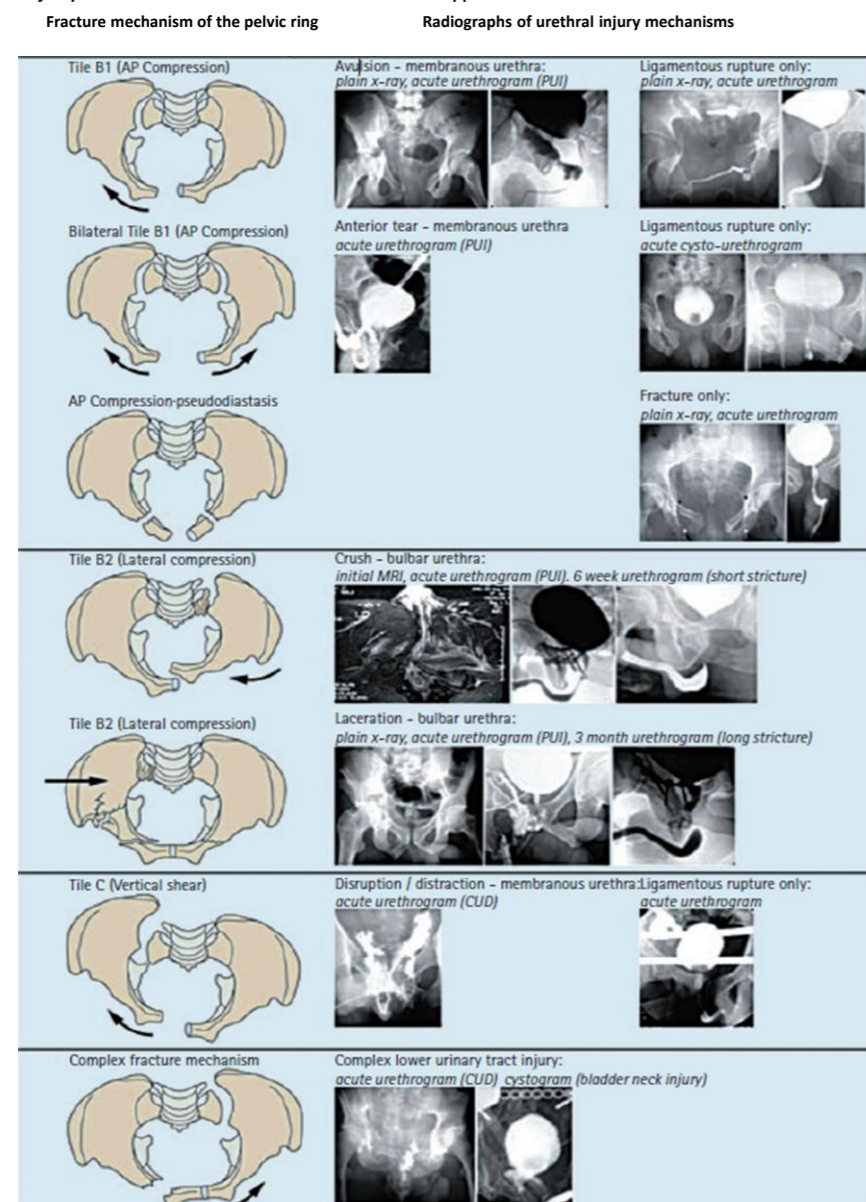 Fracture mechanism of the pelvic ring
Radiographs of urethral injury mechanisms
Tile B1 (AP Compression)
Avulsion - membranous urethra:
plain x-ray, acute urethrogram (PUI)
Ligamentous rupture only:
plain x-ray, acute urethrogram
Bilateral Tile B1 (AP Compression)
Anterior tear - membranous urethra
acute urethrogram (PUI)
Ligamentous rupture only:
acute cysto-urethrogram
AP Compression-pseudodiastasis
Fracture only:
plain x-ray, acute urethrogram
Tile B2 (Lateral compression)
Crush - bulbar urethra:
initial MRI, acute urethrogram (PUI). 6 week urethrogram (short stricture)
Tile B2 (Lateral compression)
Laceration - bulbar urethra:
plain x-ray, acute urethrogram (PUI), 3 month urethrogram (long stricture)
Tile C (Vertical shear)
Disruption / distraction - membranous urethra:
acute urethrogram (CUD)
Ligamentous rupture only:
acute urethrogram
Complex fracture mechanism
Complex lower urinary tract injury:
acute urethrogram (CUD) cystogram (bladder neck injury)